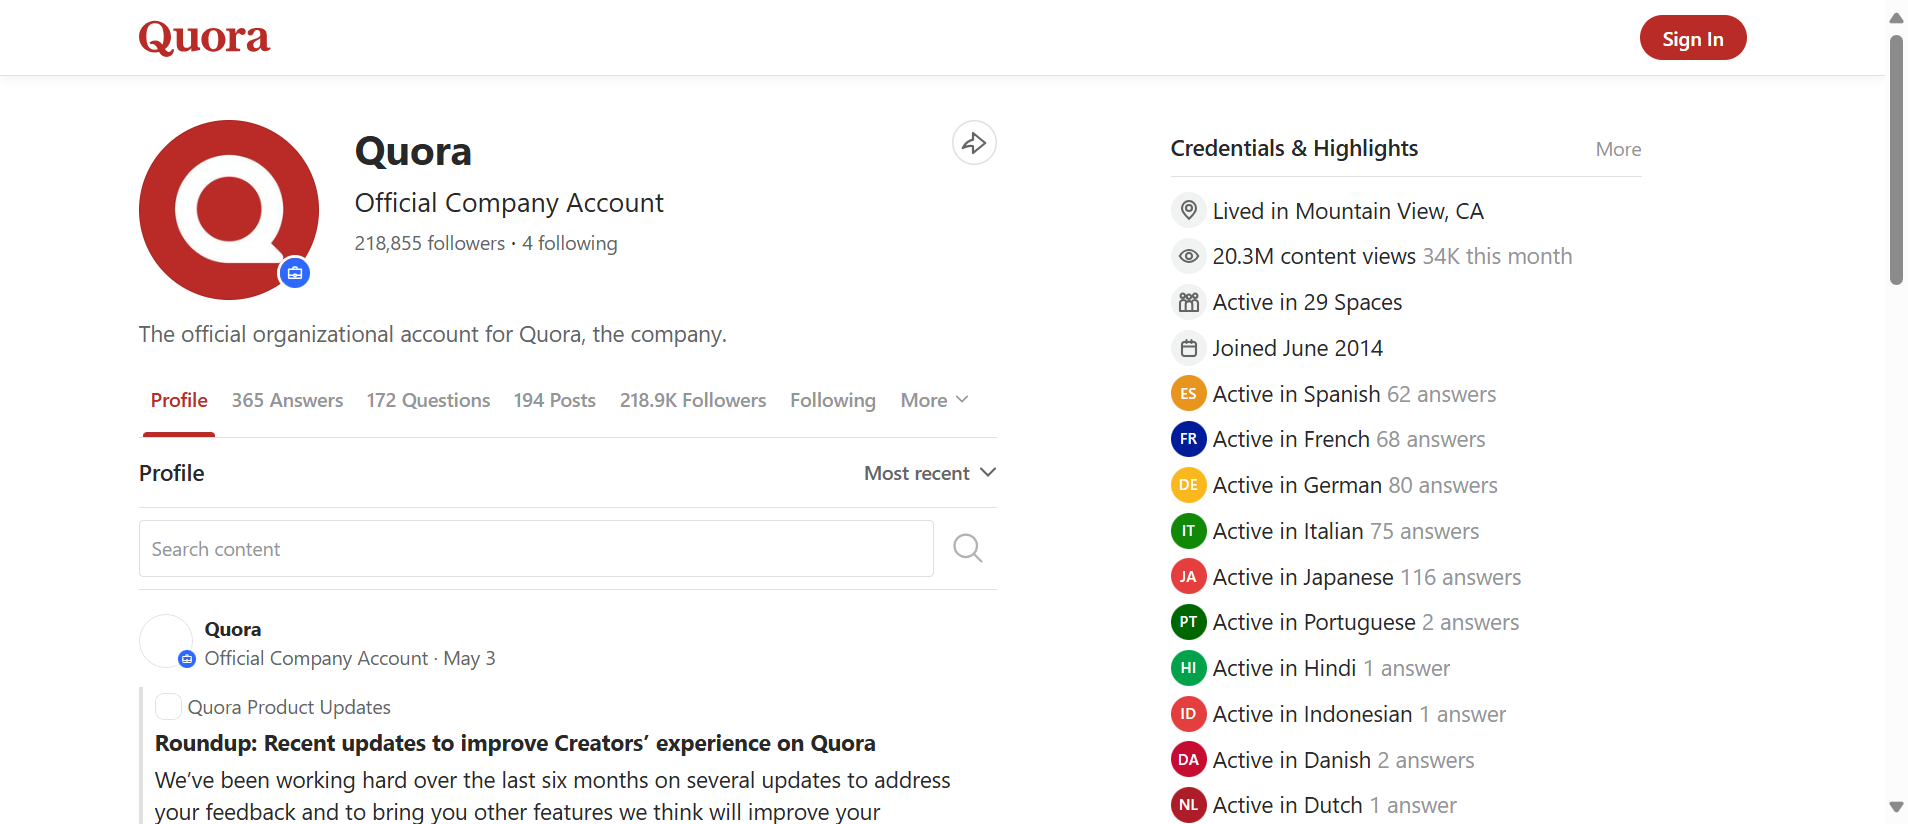 Quora
Sign In
Quora
Official Company Account
218,855 followers · 4 following
The official organizational account for Quora, the company.
Profile
365 Answers
172 Questions
194 Posts
218.9K Followers
Following
More
Profile
Most recent
Search content
Quora
Official Company Account · May 3
Quora Product Updates
Roundup: Recent updates to improve Creators’ experience on Quora
We’ve been working hard over the last six months on several updates to address
your feedback and to bring you other features we think will improve your
Credentials & Highlights
More
Lived in Mountain View, CA
20.3M content views 34K this month
Active in 29 Spaces
Joined June 2014
ES Active in Spanish 62 answers
FR Active in French 68 answers
DE Active in German 80 answers
IT Active in Italian 75 answers
JA Active in Japanese 116 answers
PT Active in Portuguese 2 answers
HI Active in Hindi 1 answer
ID Active in Indonesian 1 answer
DA Active in Danish 2 answers
NL Active in Dutch 1 answer